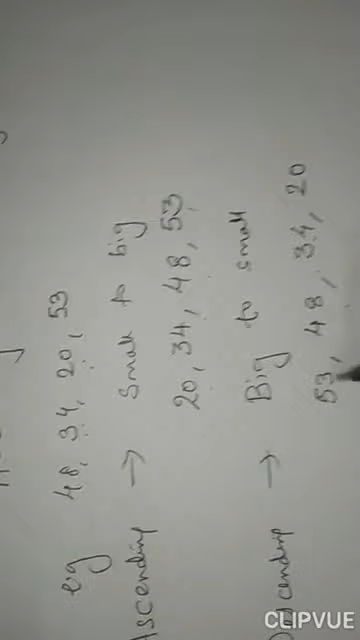 eg 48, 34, 20, 53
Ascending → Small to big
20, 34, 48, 53
→ Big to small
53, 48, 34, 20
CLIPVUE